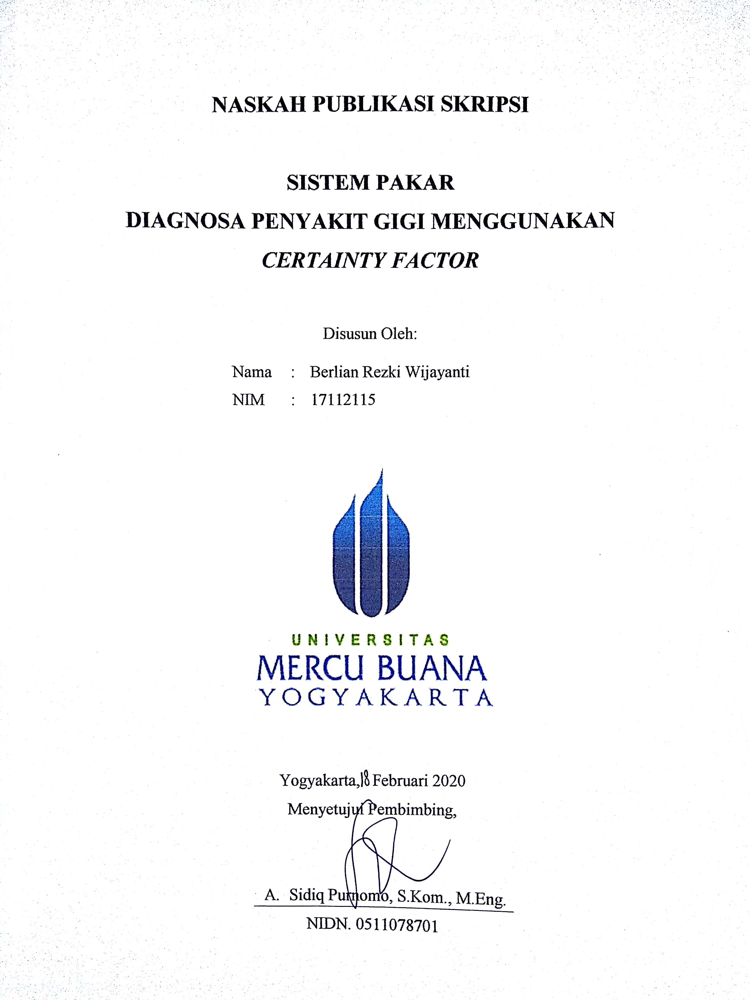 NASKAH PUBLIKASI SKRIPSI
SISTEM PAKAR
DIAGNOSA PENYAKIT GIGI MENGGUNAKAN
CERTAINTY FACTOR
Disusun Oleh:
Nama : Berlian Rezki Wijayanti
NIM : 17112115
UNIVERSITAS
MERCU BUANA
YOGYAKARTA
Yogyakarta, 18 Februari 2020
Menyetujui Pembimbing,
A. Sidiq Purnomo, S.Kom., M.Eng.
NIDN. 0511078701